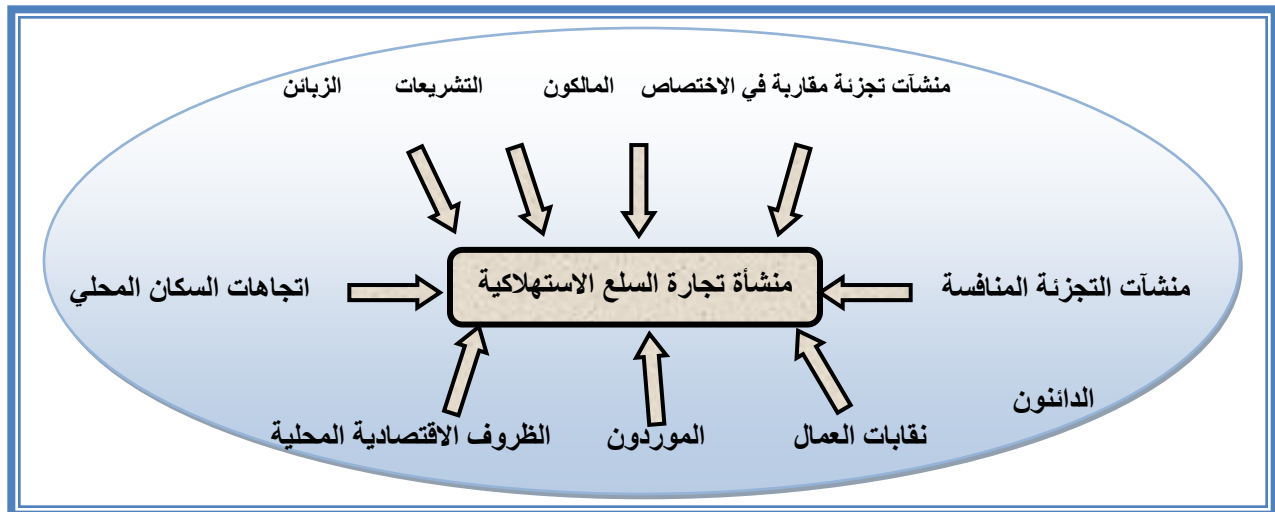 منشآت تجزئة مقاربة في الاختصاص المالكون التشريعات الزبائن
منشآت التجزئة المنافسة
منشأة تجارة السلع الاستهلاكية
اتجاهات السكان المحلي
الدائنون
نقابات العمال
الموردون
الظروف الاقتصادية المحلية